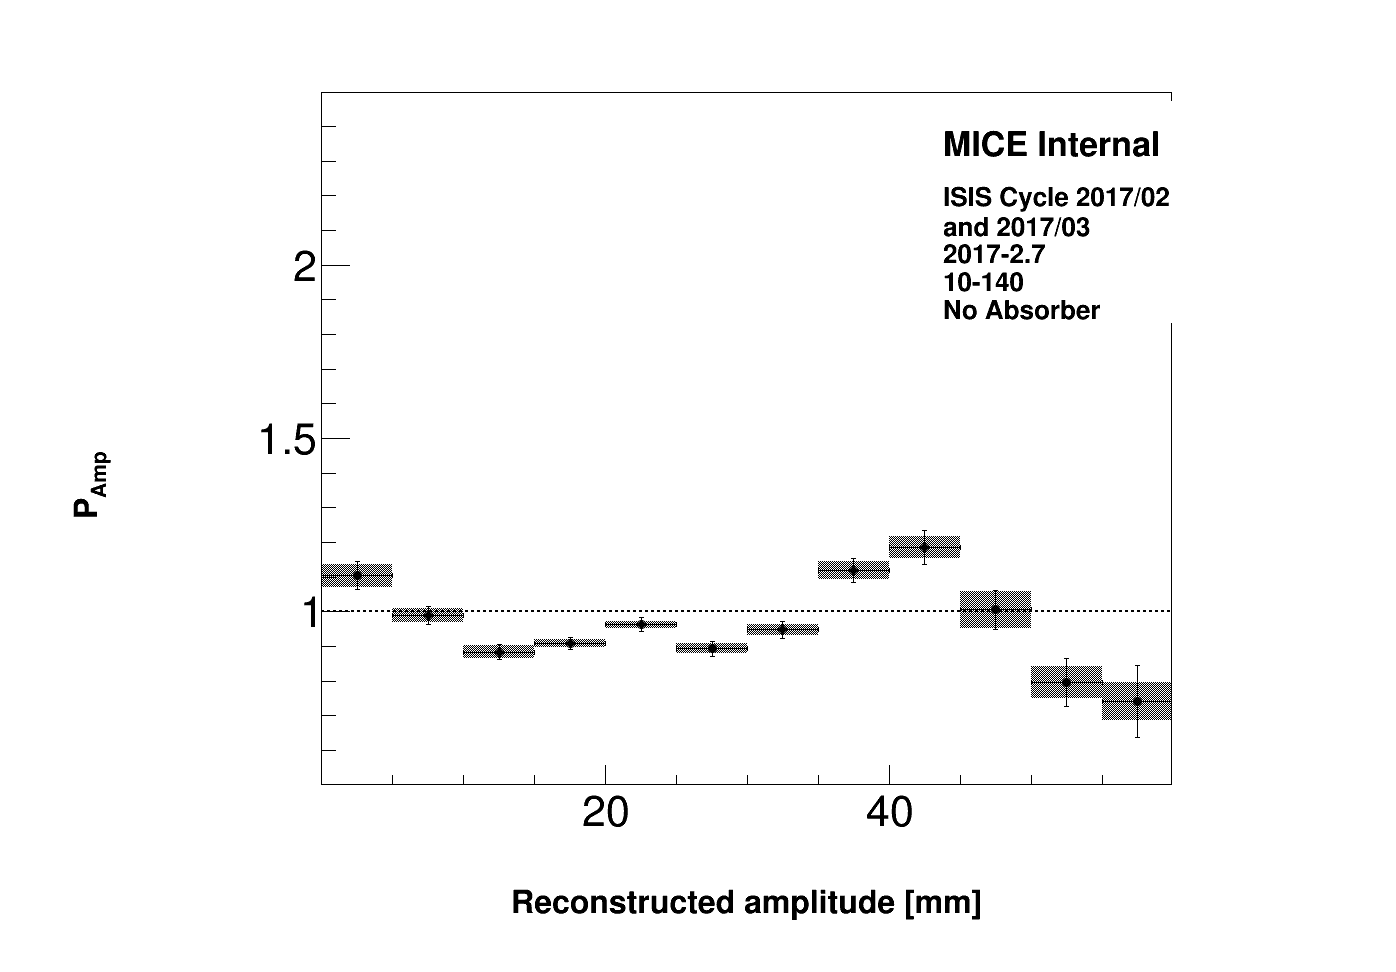 MICE Internal
ISIS Cycle 2017/02
and 2017/03
2017-2.7
10-140
No Absorber
2
1.5
1
P_Amp
20 40
Reconstructed amplitude [mm]